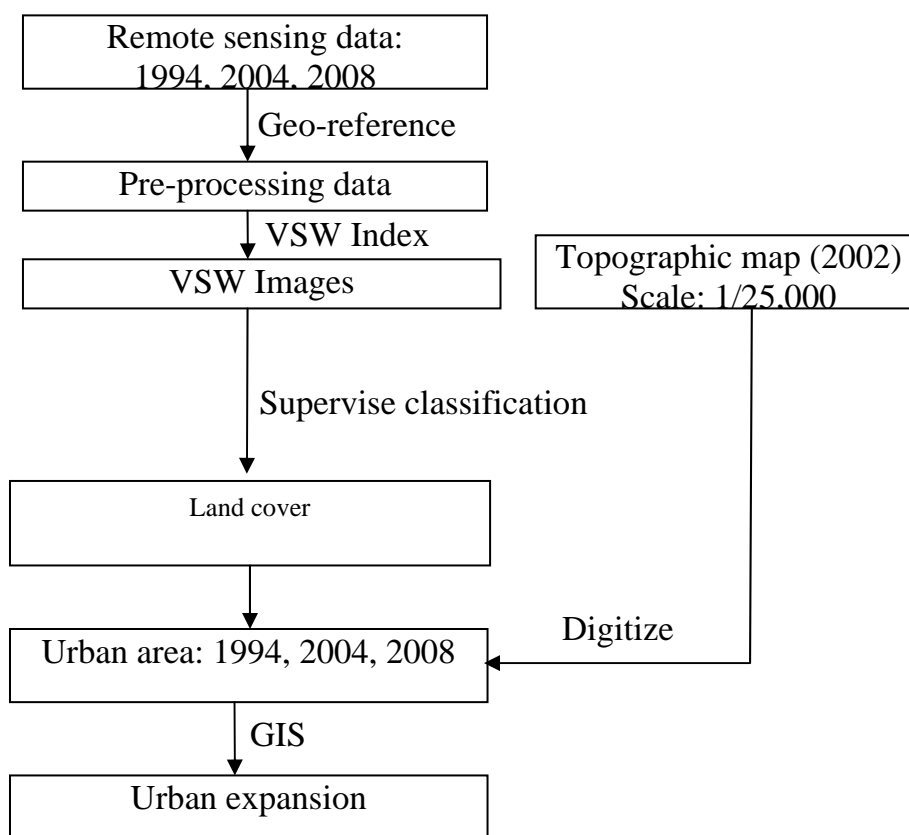 Remote sensing data:
1994, 2004, 2008
Geo-reference
Pre-processing data
VSW Index
VSW Images
Topographic map (2002)
Scale: 1/25,000
Supervise classification
Land cover
Urban area: 1994, 2004, 2008
Digitize
GIS
Urban expansion